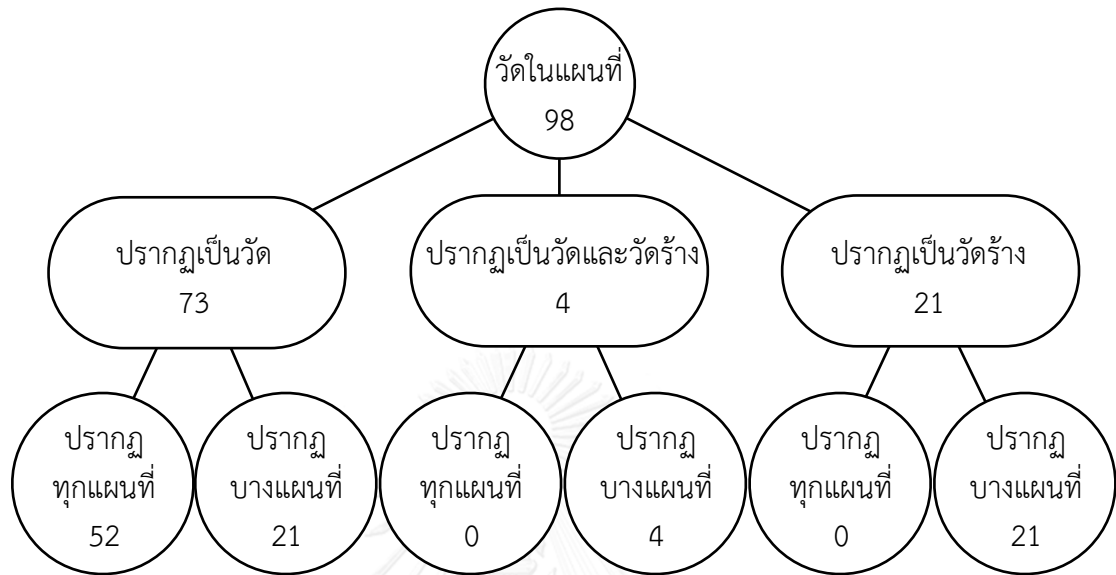 วัดในแผนที่
98
ปรากฏเป็นวัด
73
ปรากฏเป็นวัดและวัดร้าง
4
ปรากฏเป็นวัดร้าง
21
ปรากฏ
ทุกแผนที่
52
ปรากฏ
บางแผนที่
21
ปรากฏ
ทุกแผนที่
0
ปรากฏ
บางแผนที่
4
ปรากฏ
ทุกแผนที่
0
ปรากฏ
บางแผนที่
21